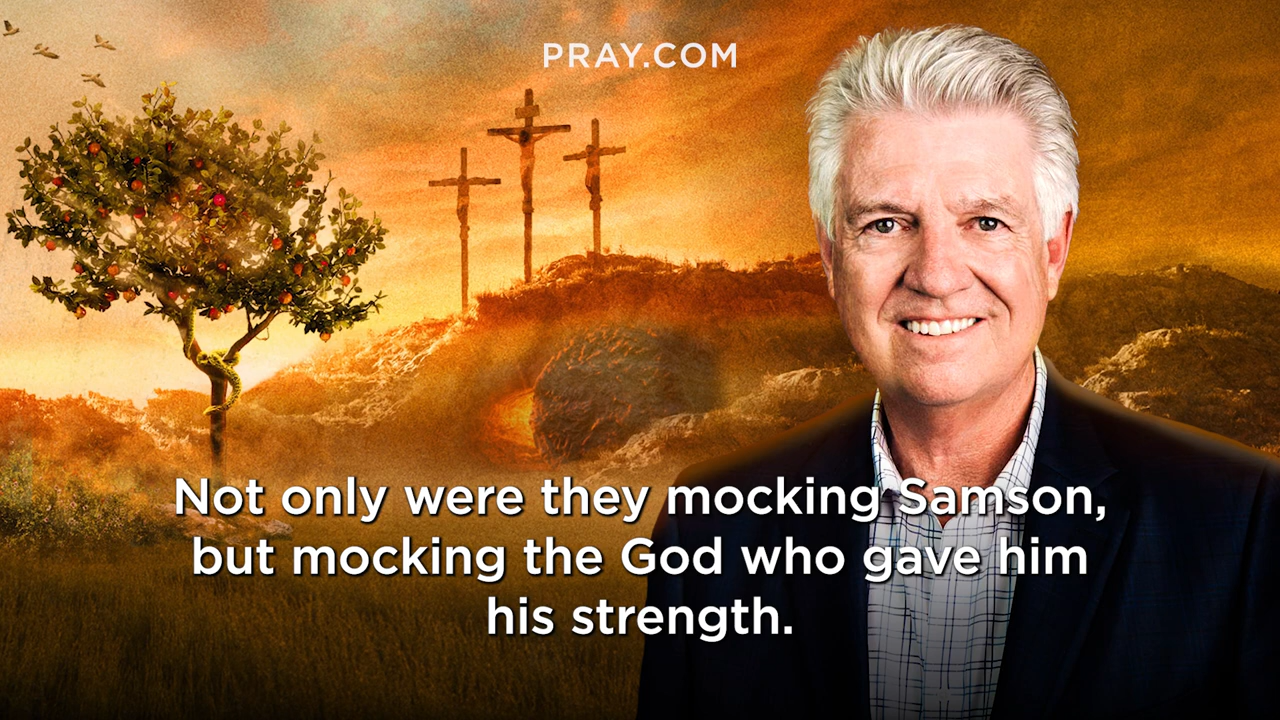 PRAY.COM
Not only were they mocking Samson,
but mocking the God who gave him
his strength.